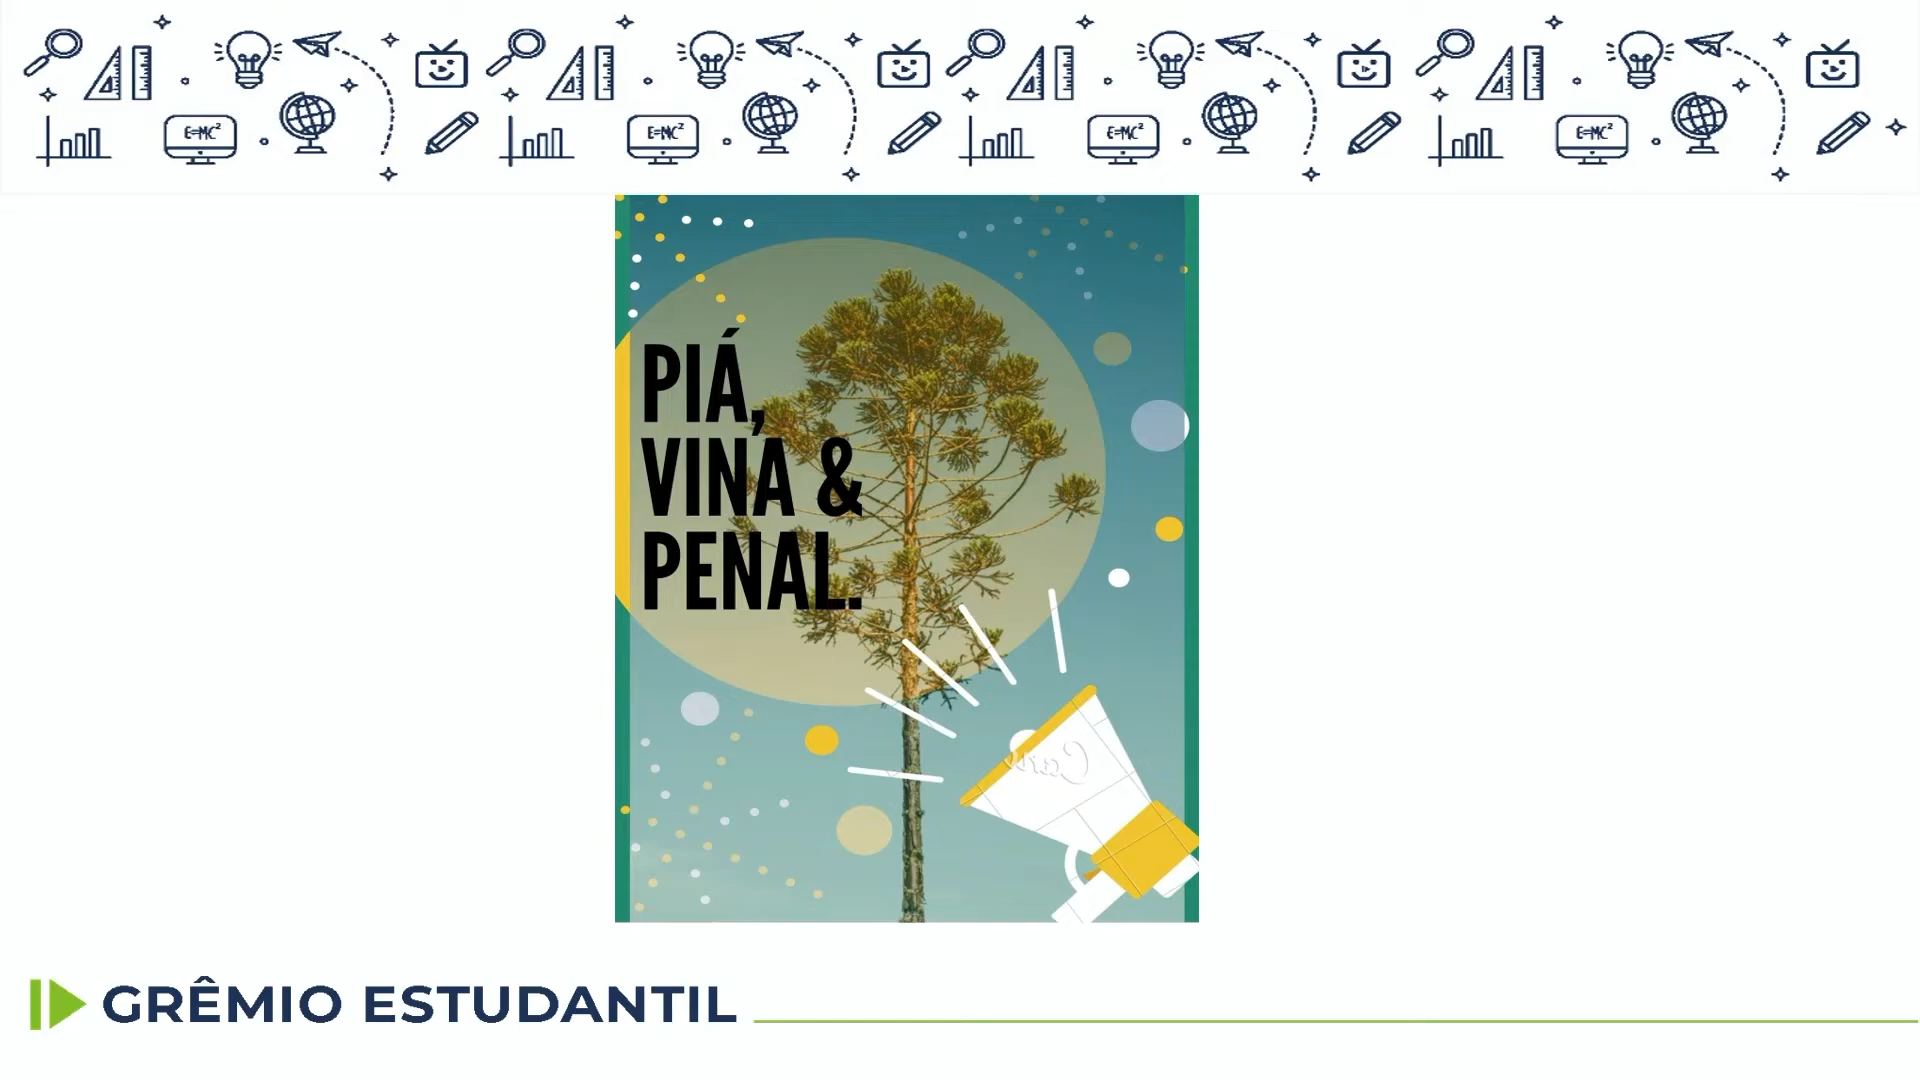 E=MC²
E=MC²
E=MC²
E=MC²
PIÁ,
VINA &
PENAL.
GRÊMIO ESTUDANTIL